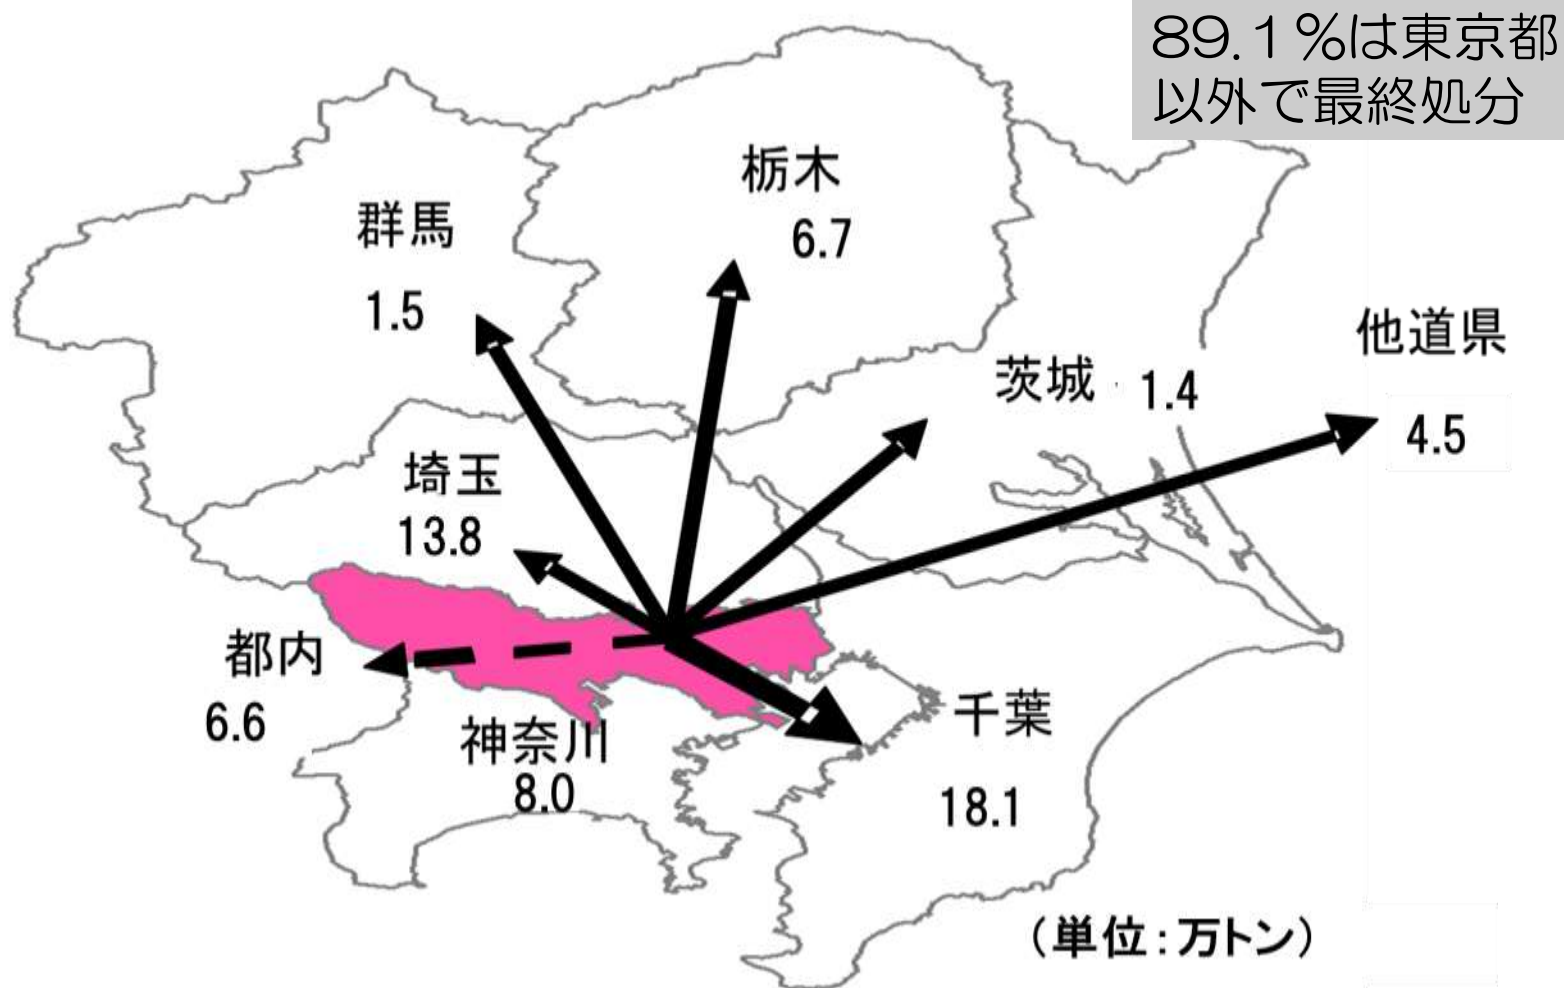 89.1%は東京都
以外で最終処分
栃木
6.7
群馬
1.5
他道県
4.5
茨城
1.4
埼玉
13.8
都内
6.6
神奈川
8.0
千葉
18.1
(単位:万トン)